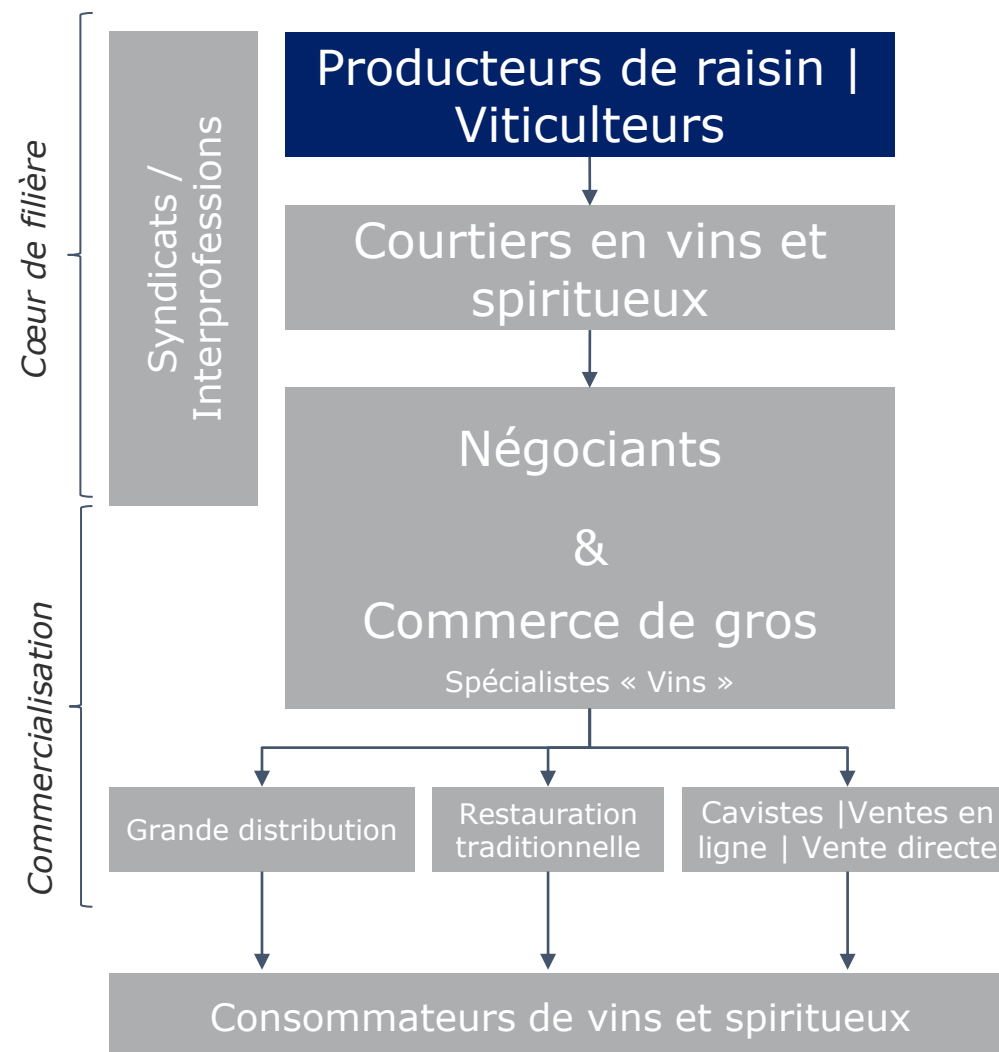 Cœur de filière
Syndicats /
Interprofessions
Producteurs de raisin |
Viticulteurs
Courtiers en vins et
spiritueux
Négociants
&
Commerce de gros
Spécialistes « Vins »
Commercialisation
Grande distribution
Restauration
traditionnelle
Cavistes |Ventes en
ligne | Vente directe
Consommateurs de vins et spiritueux